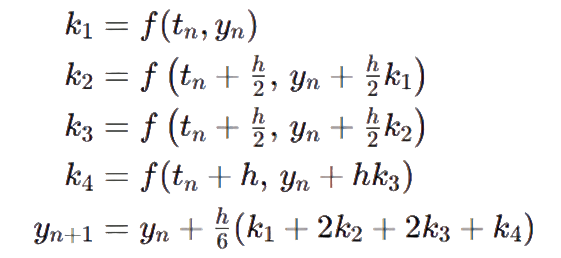 k₁ = f(tₙ, yₙ)
k₂ = f (tₙ + h/2, yₙ + h/2 k₁)
k₃ = f (tₙ + h/2, yₙ + h/2 k₂)
k₄ = f(tₙ + h, yₙ + hk₃)
yₙ₊₁ = yₙ + h/6 (k₁ + 2k₂ + 2k₃ + k₄)